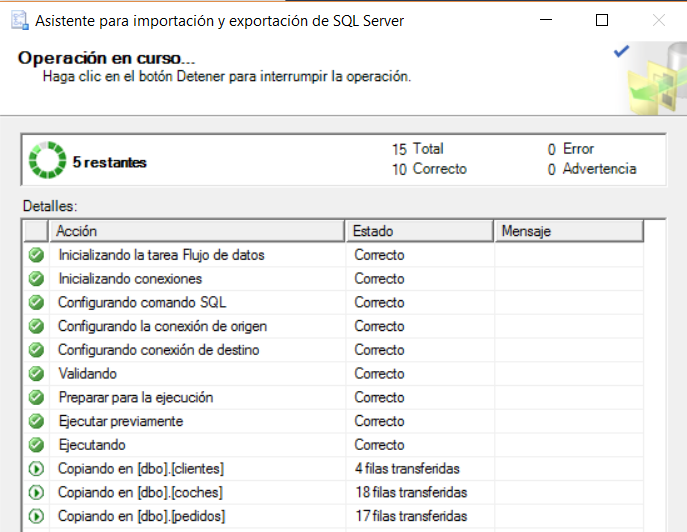 Asistente para importación y exportación de SQL Server
Operación en curso...
Haga clic en el botón Detener para interrumpir la operación.
5 restantes
15 Total
0 Error
10 Correcto
0 Advertencia
Detalles:
Acción Estado Mensaje
Inicializando la tarea Flujo de datos Correcto
Inicializando conexiones Correcto
Configurando comando SQL Correcto
Configurando la conexión de origen Correcto
Configurando conexión de destino Correcto
Validando Correcto
Preparar para la ejecución Correcto
Ejecutar previamente Correcto
Ejecutando Correcto
Copiando en [dbo].[clientes] 4 filas transferidas
Copiando en [dbo].[coches] 18 filas transferidas
Copiando en [dbo].[pedidos] 17 filas transferidas